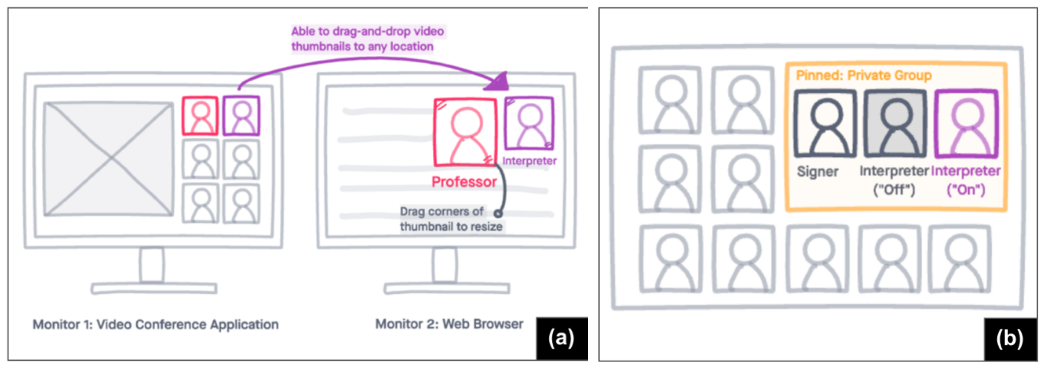 Able to drag-and-drop video
thumbnails to any location
Interpreter
Professor
Drag corners of
thumbnail to resize
Monitor 1: Video Conference Application
Monitor 2: Web Browser
(a)
Pinned: Private Group
Signer
Interpreter
("Off")
Interpreter
("On")
(b)